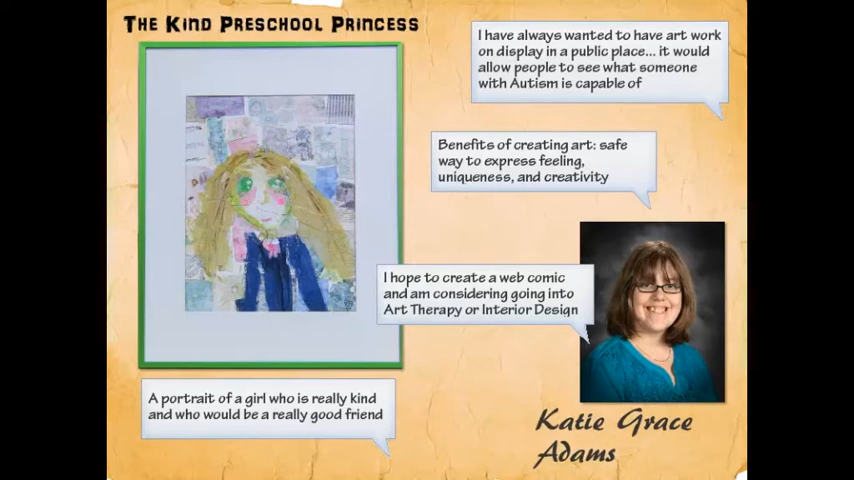 The Kind Preschool Princess
I have always wanted to have art work
on display in a public place... it would
allow people to see what someone
with Autism is capable of
Benefits of creating art: safe
way to express feeling,
uniqueness, and creativity
I hope to create a web comic
and am considering going into
Art Therapy or Interior Design
A portrait of a girl who is really kind
and who would be a really good friend
Katie Grace
Adams